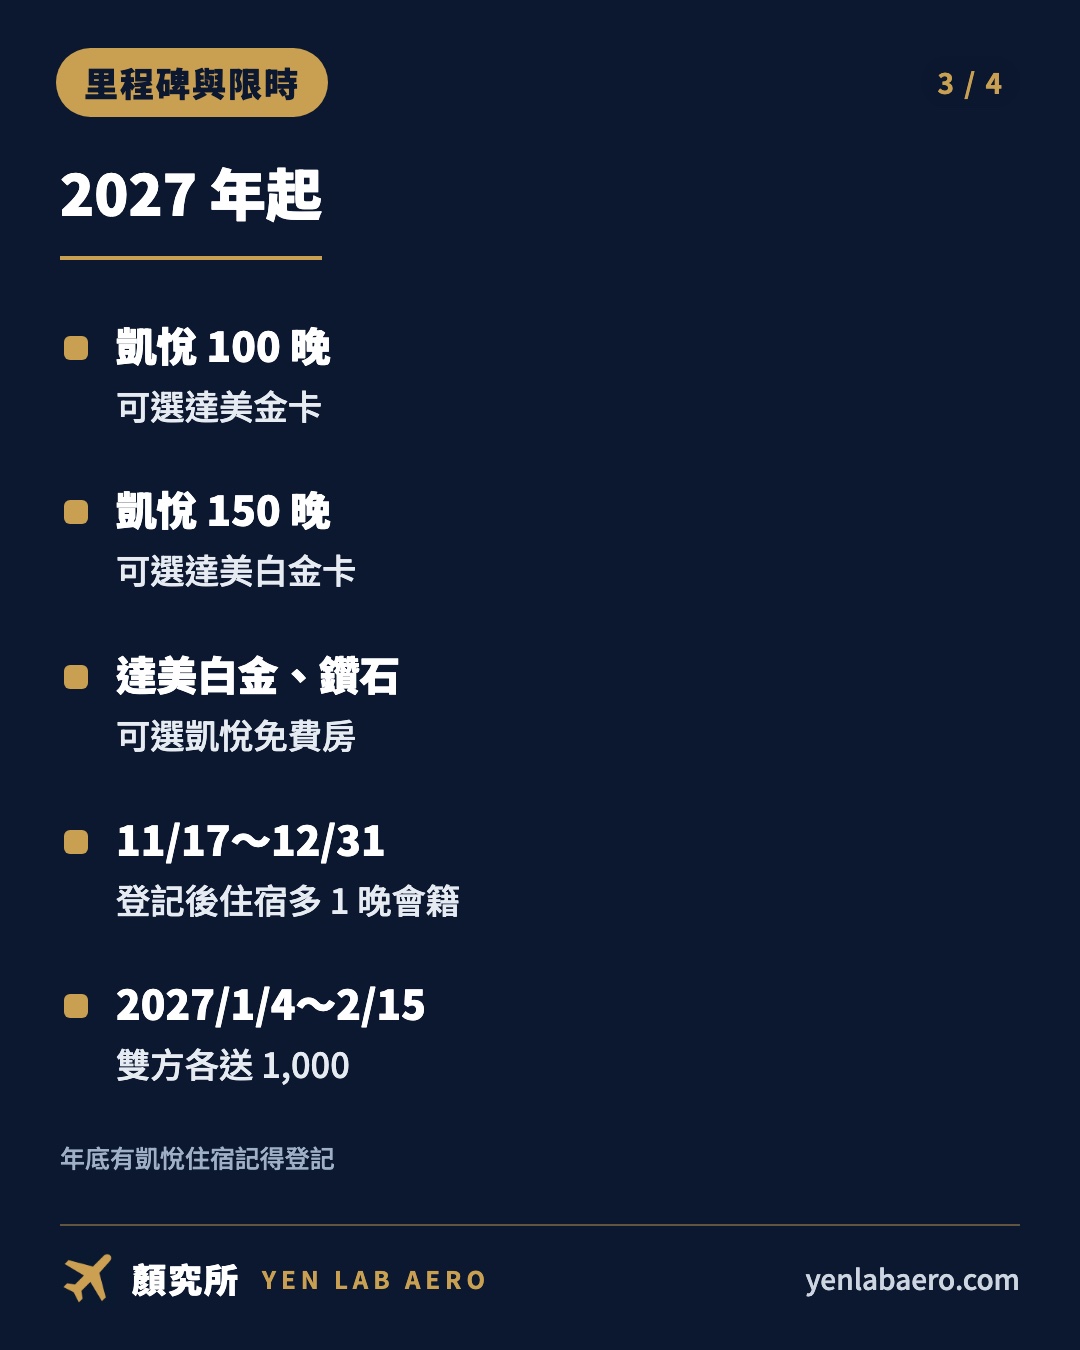 里程碑與限時
3 / 4
2027 年起
凱悅 100 晚
可選達美金卡
凱悅 150 晚
可選達美白金卡
達美白金、鑽石
可選凱悅免費房
11/17～12/31
登記後住宿多 1 晚會籍
2027/1/4～2/15
雙方各送 1,000
年底有凱悅住宿記得登記
顏究所 YEN LAB AERO
yenlabaero.com